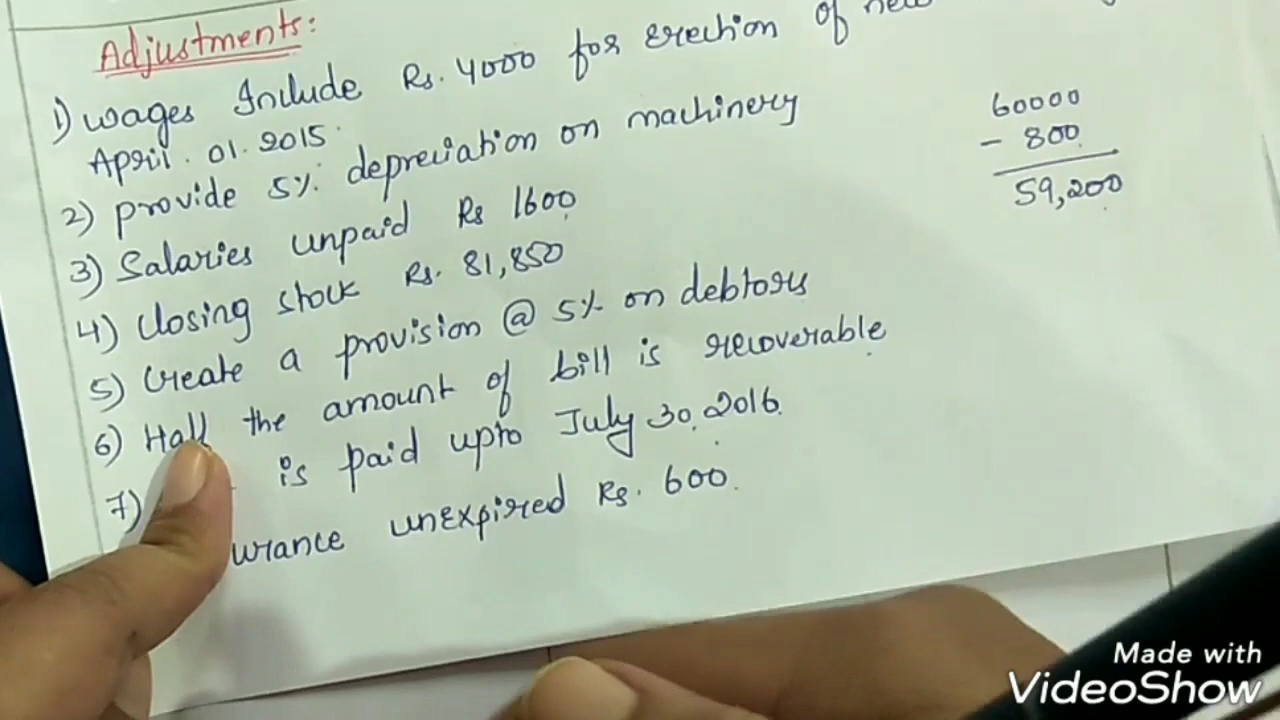 Adjustments:
1) wages Include Rs. 4000 for erection of new
April. 01. 2015
2) provide 5% depreciation on machinery
3) Salaries unpaid Rs 1600
4) closing stock Rs. 81,850
5) Create a provision @ 5% on debtors
6) Half the amount of bill is recoverable
7) is paid upto July 30, 2016.
urance unexpired Rs. 600.
60000
- 800
59,200
Made with
VideoShow